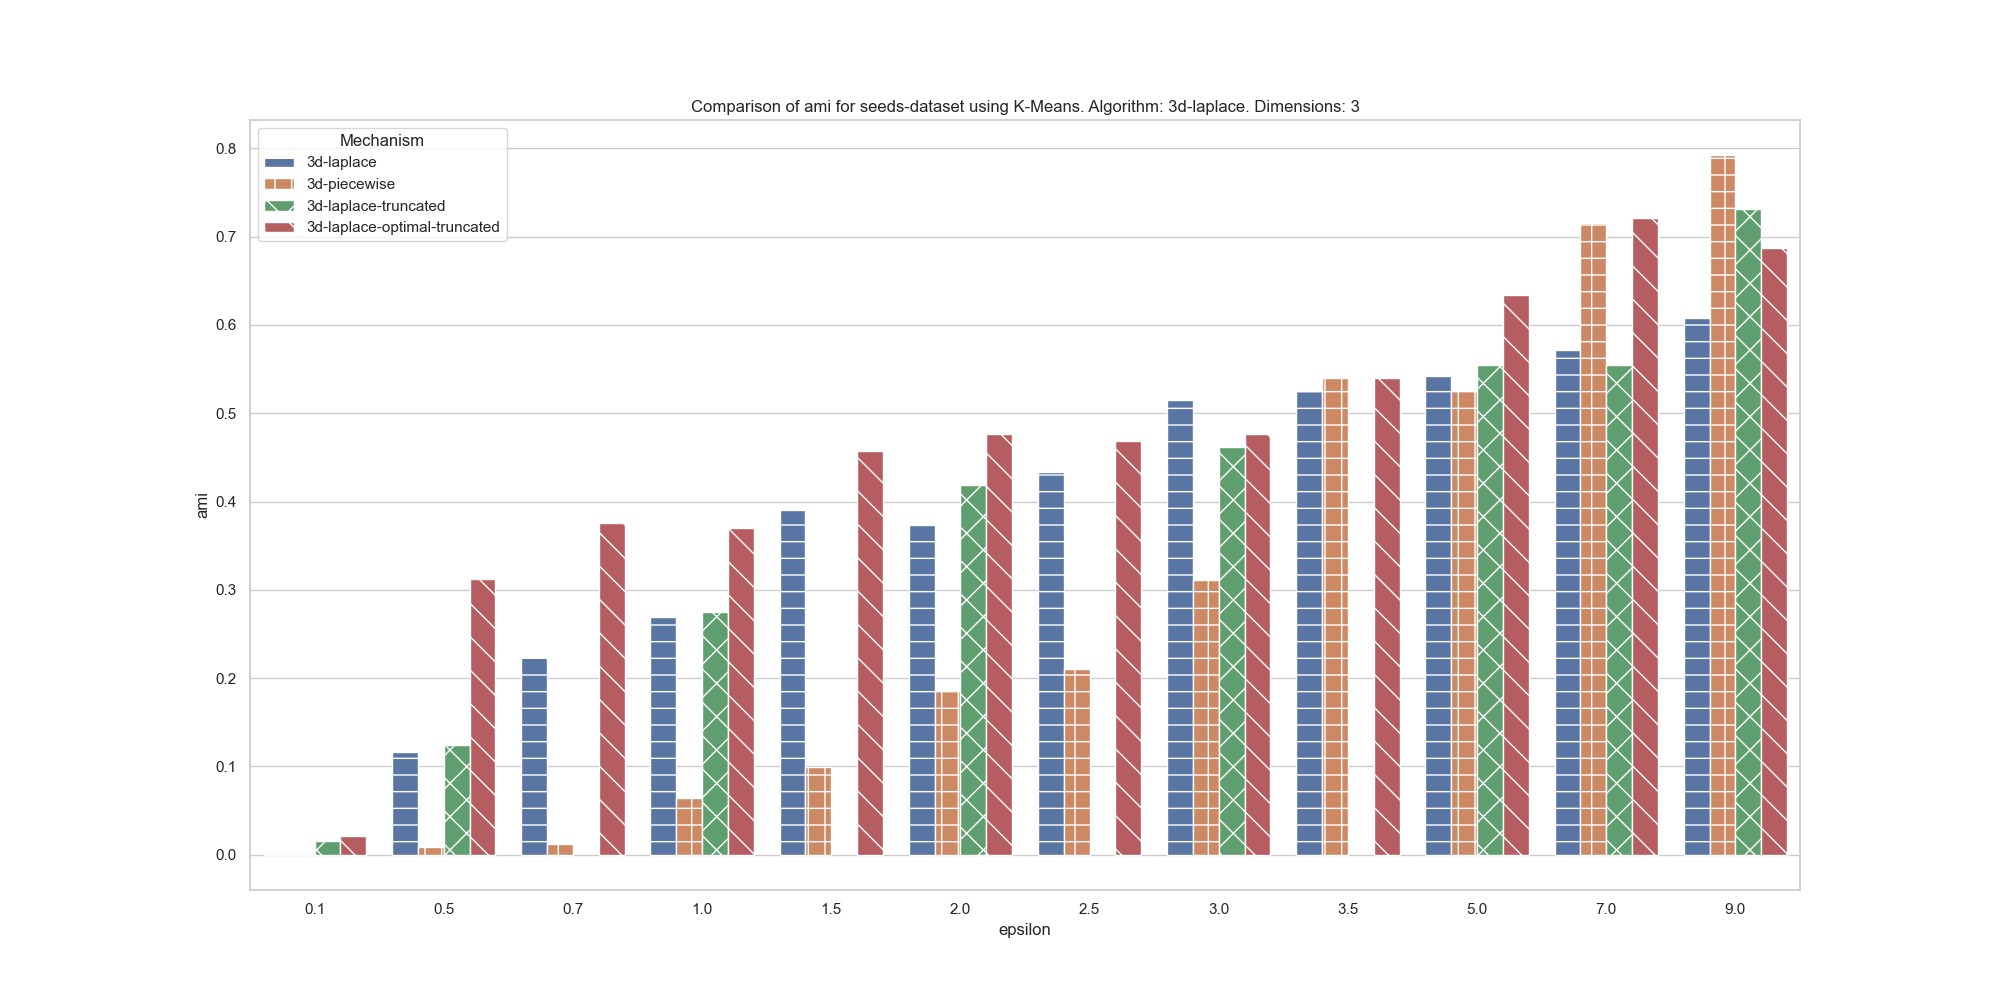 Comparison of ami for seeds-dataset using K-Means. Algorithm: 3d-laplace. Dimensions: 3
Mechanism
3d-laplace
3d-piecewise
3d-laplace-truncated
3d-laplace-optimal-truncated
0.8
0.7
0.6
0.5
0.4
0.3
0.2
0.1
0.0
ami
0.1 0.5 0.7 1.0 1.5 2.0 2.5 3.0 3.5 5.0 7.0 9.0
epsilon